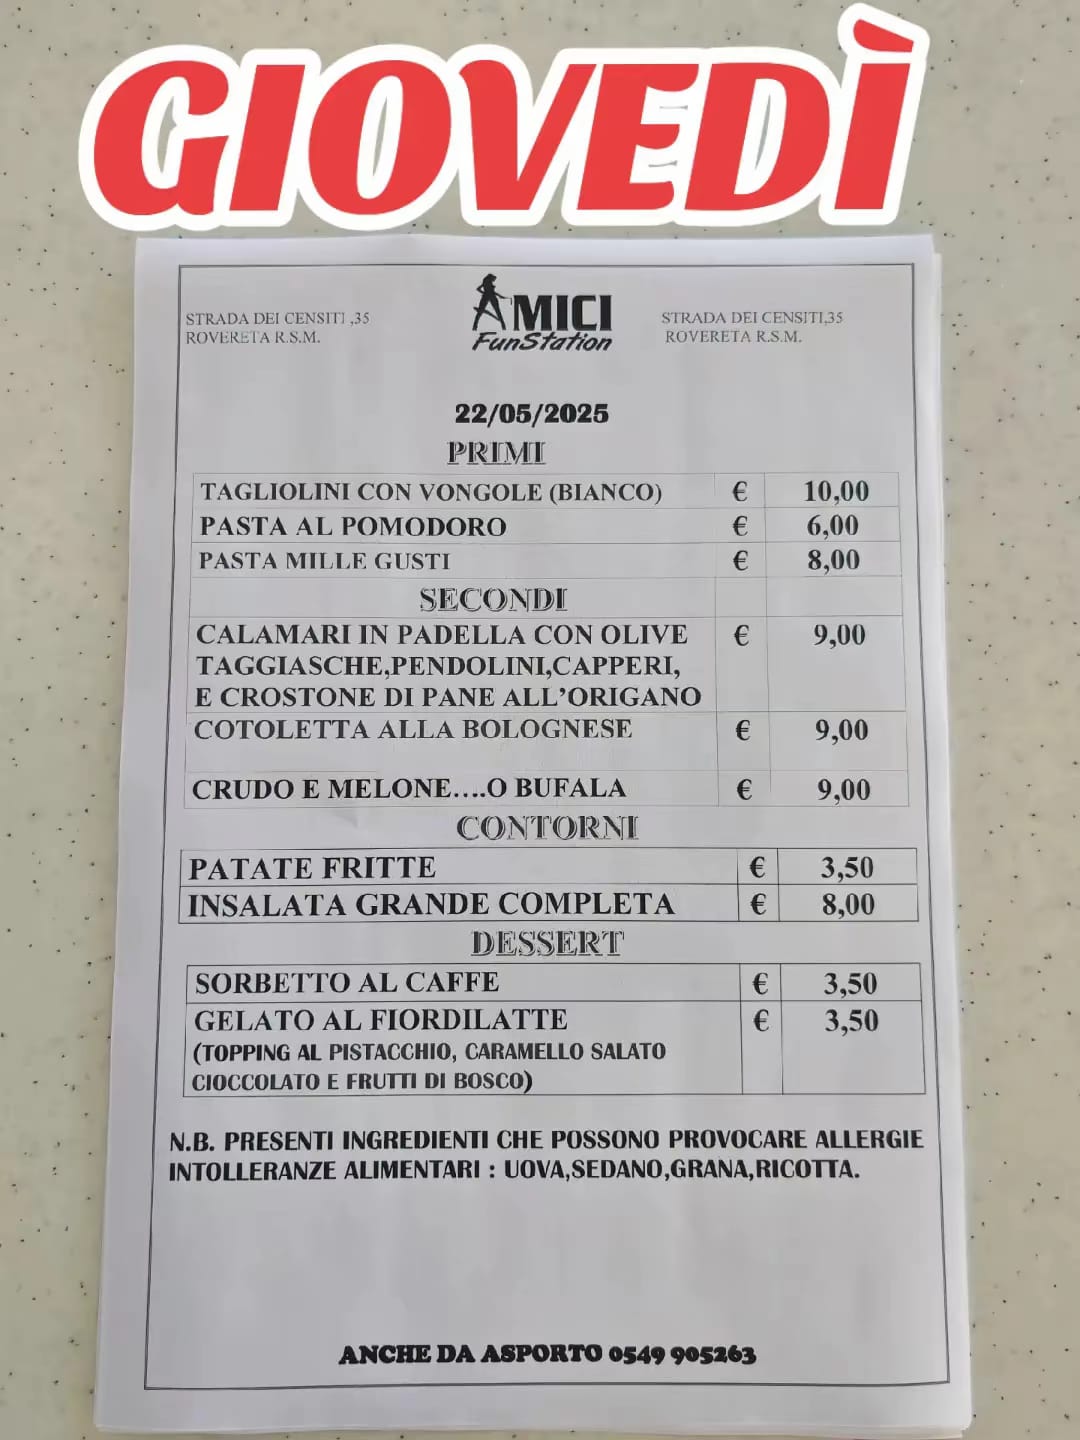 GIOVEDÌ
STRADA DEI CENSITI ,35
ROVERETA R.S.M.
AMICI
FunStation
STRADA DEI CENSITI,35
ROVERETA R.S.M.
22/05/2025
PRIMI
TAGLIOLINI CON VONGOLE (BIANCO) € 10,00
PASTA AL POMODORO € 6,00
PASTA MILLE GUSTI € 8,00
SECONDI
CALAMARI IN PADELLA CON OLIVE € 9,00
TAGGIASCHE,PENDOLINI,CAPPERI,
E CROSTONE DI PANE ALL'ORIGANO
COTOLETTA ALLA BOLOGNESE € 9,00
CRUDO E MELONE....O BUFALA € 9,00
CONTORNI
PATATE FRITTE € 3,50
INSALATA GRANDE COMPLETA € 8,00
DESSERT
SORBETTO AL CAFFE € 3,50
GELATO AL FIORDILATTE € 3,50
(TOPPING AL PISTACCHIO, CARAMELLO SALATO
CIOCCOLATO E FRUTTI DI BOSCO)
N.B. PRESENTI INGREDIENTI CHE POSSONO PROVOCARE ALLERGIE
INTOLLERANZE ALIMENTARI : UOVA,SEDANO,GRANA,RICOTTA.
ANCHE DA ASPORTO 0549 905263